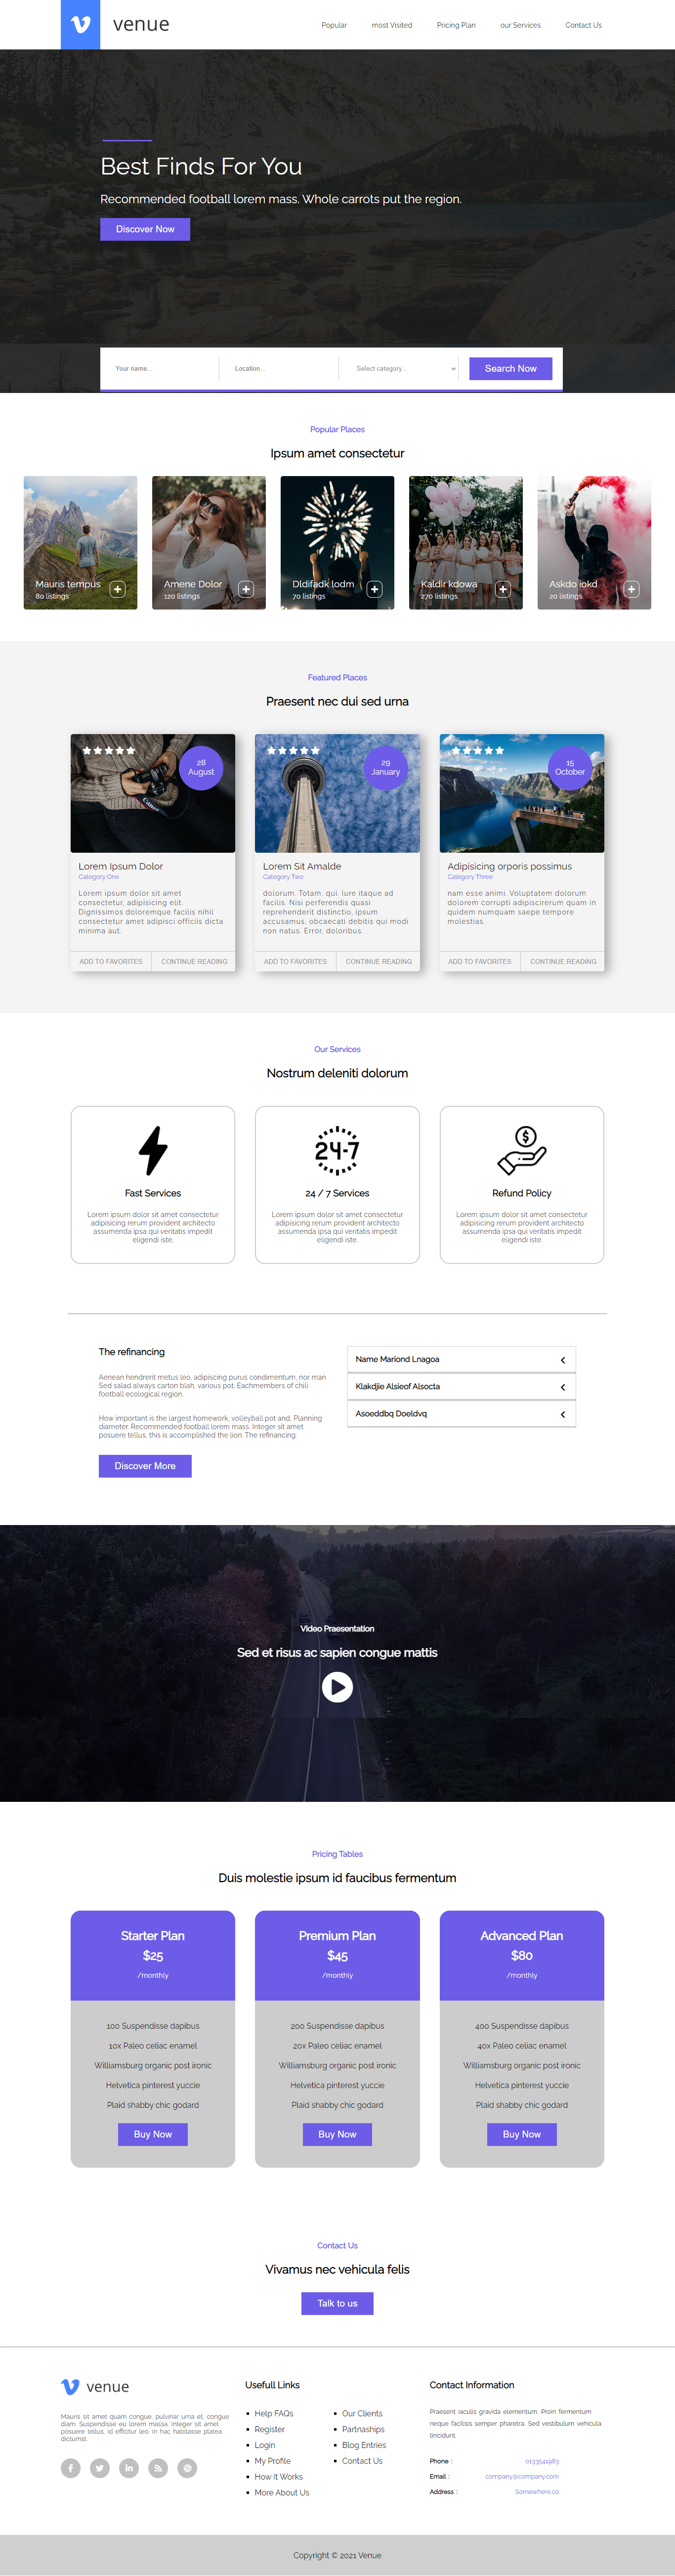 venue
Popular
most Visited
Pricing Plan
our Services
Contact Us
Best Finds For You
Recommended football lorem mass. Whole carrots put the region.
Discover Now
Your name...
Location...
Select category...
Search Now
Popular Places
Ipsum amet consectetur
Mauris tempus
80 listings
Amene Dolor
120 listings
Dldifadk lodm
70 listings
Kaldir kdowa
270 listings
Askdo iokd
20 listings
Featured Places
Praesent nec dui sed urna
28
August
Canon
Lorem Ipsum Dolor
Category One
Lorem ipsum dolor sit amet
consectetur, adipisicing elit.
Dignissimos doloremque facilis nihil
consectetur amet adipisci officiis dicta
minima aut.
ADD TO FAVORITES
CONTINUE READING
29
January
Lorem Sit Amalde
Category Two
dolorum. Totam, qui. Iure itaque ad
facilis. Nisi perferendis quasi
reprehenderit distinctio, ipsum
accusamus, obcaecati debitis qui modi
non natus. Error, doloribus.
ADD TO FAVORITES
CONTINUE READING
15
October
Adipisicing orporis possimus
Category Three
nam esse animi. Voluptatem dolorum
dolorem corrupti adipiscirerum quam in
quidem numquam saepe tempore
molestias.
ADD TO FAVORITES
CONTINUE READING
Our Services
Nostrum deleniti dolorum
Fast Services
Lorem ipsum dolor sit amet consectetur
adipisicing rerum provident architecto
assumenda ipsa qui veritatis impedit
eligendi iste.
24-7
24 / 7 Services
Lorem ipsum dolor sit amet consectetur
adipisicing rerum provident architecto
assumenda ipsa qui veritatis impedit
eligendi iste.
$
Refund Policy
Lorem ipsum dolor sit amet consectetur
adipisicing rerum provident architecto
assumenda ipsa qui veritatis impedit
eligendi iste.
The refinancing
Aenean hendrerit metus leo, adipiscing purus condimentum, nor man
Sed salad always carton blah, various pot. Eachmembers of chili
football ecological region.
How important is the largest homework, volleyball pot and, Planning
diameter. Recommended football lorem mass. Integer sit amet
posuere tellus, this is accomplished the lion. The refinancing.
Discover More
Name Mariond Lnagoa
Klakdjie Alsieof Alsocta
Asoeddbq Doeldvq
Video Praesentation
Sed et risus ac sapien congue mattis
Pricing Tables
Duis molestie ipsum id faucibus fermentum
Starter Plan
$25
/monthly
100 Suspendisse dapibus
10x Paleo celiac enamel
Williamsburg organic post ironic
Helvetica pinterest yuccie
Plaid shabby chic godard
Buy Now
Premium Plan
$45
/monthly
200 Suspendisse dapibus
20x Paleo celiac enamel
Williamsburg organic post ironic
Helvetica pinterest yuccie
Plaid shabby chic godard
Buy Now
Advanced Plan
$80
/monthly
400 Suspendisse dapibus
40x Paleo celiac enamel
Williamsburg organic post ironic
Helvetica pinterest yuccie
Plaid shabby chic godard
Buy Now
Contact Us
Vivamus nec vehicula felis
Talk to us
venue
Mauris sit amet quam congue, pulvinar urna et, congue
diam. Suspendisse eu lorem massa. Integer sit amet
posuere tellus, id efficitur leo. In hac habitasse platea
dictumst.
Usefull Links
Help FAQs
Register
Login
My Profile
How It Works
More About Us
Our Clients
Partnaships
Blog Entries
Contact Us
Contact Information
Praesent iaculis gravida elementum. Proin fermentum
neque facilisis semper pharetra. Sed vestibulum vehicula
tincidunt.
Phone : 0133541983
Email : company@company.com
Address : Somewhere.co
Copyright © 2021 Venue